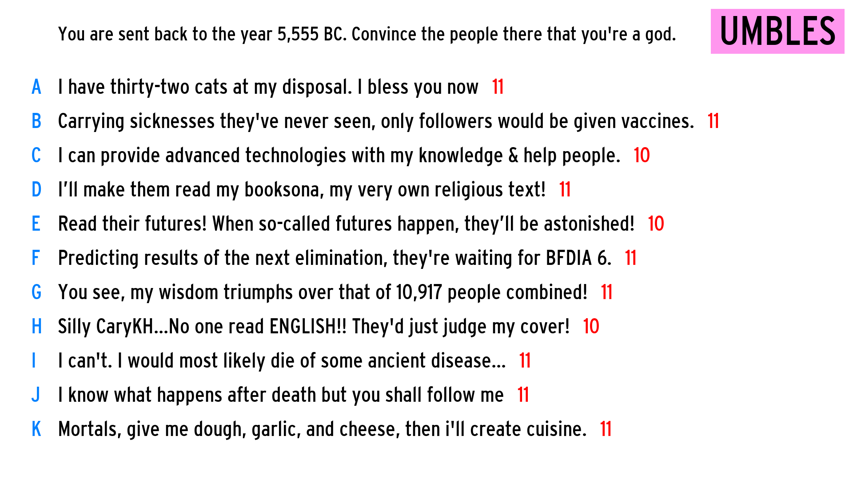 You are sent back to the year 5,555 BC. Convince the people there that you're a god.
UMBLES
A I have thirty-two cats at my disposal. I bless you now 11
B Carrying sicknesses they've never seen, only followers would be given vaccines. 11
C I can provide advanced technologies with my knowledge & help people. 10
D I’ll make them read my booksona, my very own religious text! 11
E Read their futures! When so-called futures happen, they’ll be astonished! 10
F Predicting results of the next elimination, they're waiting for BFDIA 6. 11
G You see, my wisdom triumphs over that of 10,917 people combined! 11
H Silly CaryKH...No one read ENGLISH!! They'd just judge my cover! 10
I I can't. I would most likely die of some ancient disease... 11
J I know what happens after death but you shall follow me 11
K Mortals, give me dough, garlic, and cheese, then i'll create cuisine. 11